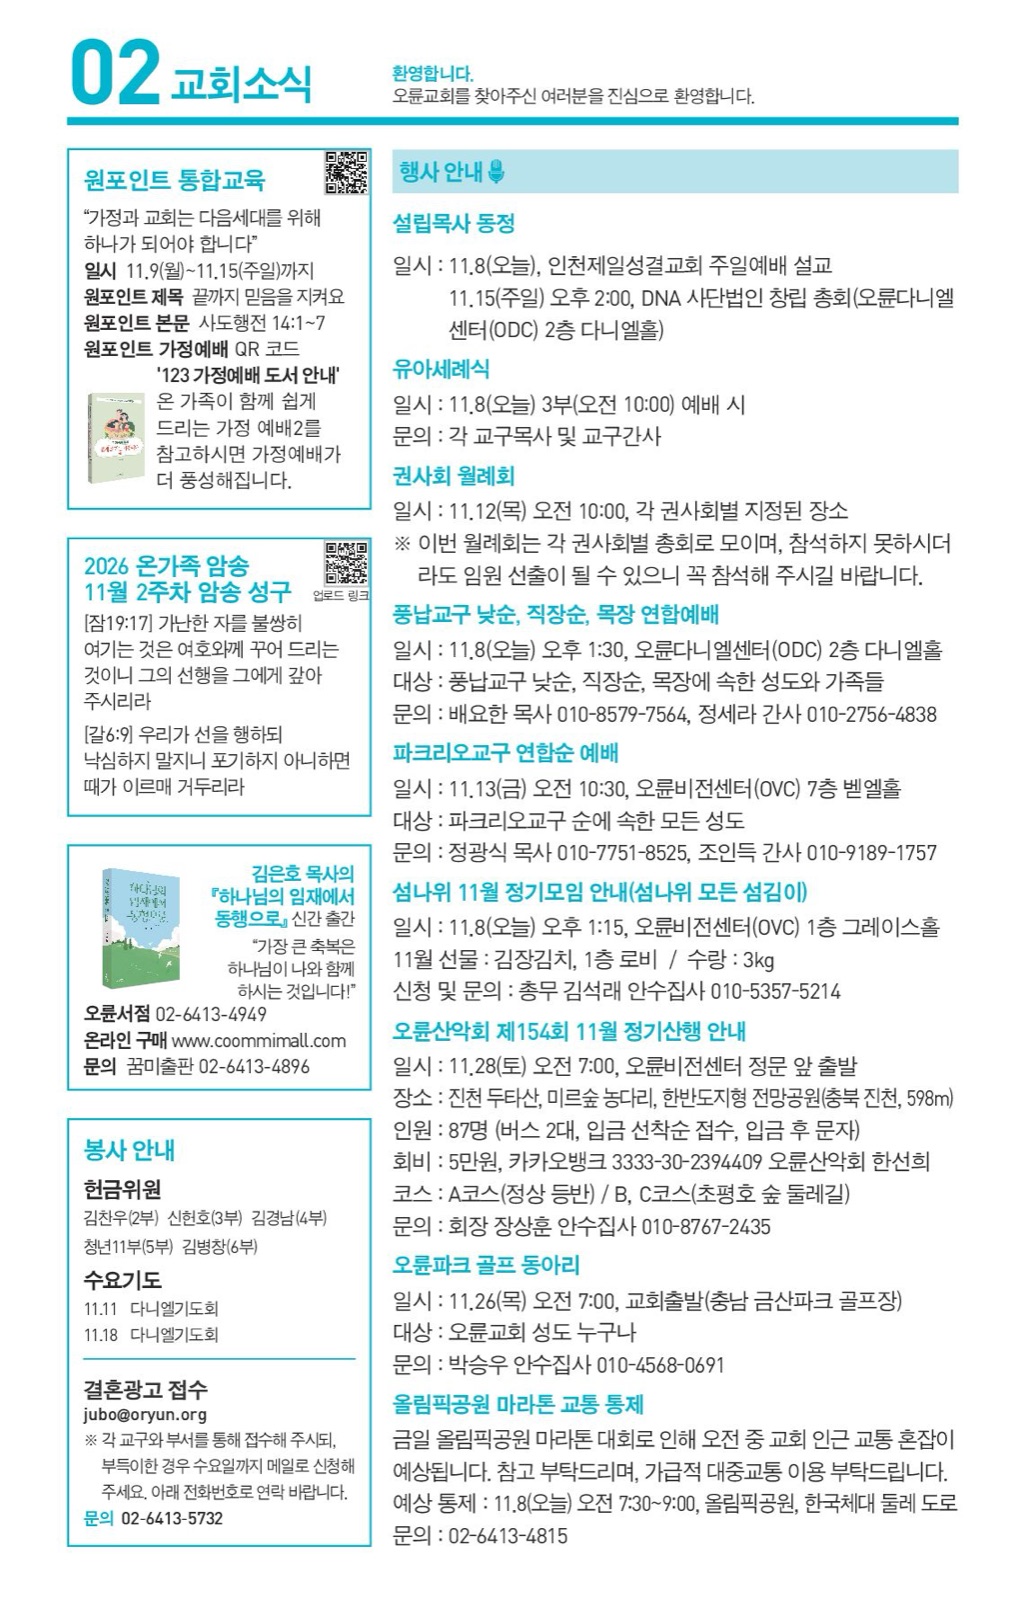 02 교회소식
환영합니다.
오륜교회를 찾아주신 여러분을 진심으로 환영합니다.
원포인트 통합교육
“가정과 교회는 다음세대를 위해
하나가 되어야 합니다”
일시 11.9(월)~11.15(주일)까지
원포인트 제목 끝까지 믿음을 지켜요
원포인트 본문 사도행전 14:1~7
원포인트 가정예배 QR 코드
'123 가정예배 도서 안내'
온 가족이 함께 쉽게
드리는 가정 예배2를
참고하시면 가정예배가
더 풍성해집니다.
2026 온가족 암송
11월 2주차 암송 성구
업로드 링크
[잠19:17] 가난한 자를 불쌍히
여기는 것은 여호와께 꾸어 드리는
것이니 그의 선행을 그에게 갚아
주시리라
[갈6:9] 우리가 선을 행하되
낙심하지 말지니 포기하지 아니하면
때가 이르매 거두리라
하나님의
임재에서
동행으로
김은호 목사의
『하나님의 임재에서
동행으로』 신간 출간
“가장 큰 축복은
하나님이 나와 함께
하시는 것입니다!”
오륜서점 02-6413-4949
온라인 구매 www.coommimall.com
문의 꿈미출판 02-6413-4896
봉사 안내
헌금위원
김찬우(2부) 신헌호(3부) 김경남(4부)
청년11부(5부) 김병창(6부)
수요기도
11.11 다니엘기도회
11.18 다니엘기도회
결혼광고 접수
jubo@oryun.org
※ 각 교구와 부서를 통해 접수해 주시되,
부득이한 경우 수요일까지 메일로 신청해
주세요. 아래 전화번호로 연락 바랍니다.
문의 02-6413-5732
행사 안내
설립목사 동정
일시 : 11.8(오늘), 인천제일성결교회 주일예배 설교
11.15(주일) 오후 2:00, DNA 사단법인 창립 총회(오륜다니엘
센터(ODC) 2층 다니엘홀)
유아세례식
일시 : 11.8(오늘) 3부(오전 10:00) 예배 시
문의 : 각 교구목사 및 교구간사
권사회 월례회
일시 : 11.12(목) 오전 10:00, 각 권사회별 지정된 장소
※ 이번 월례회는 각 권사회별 총회로 모이며, 참석하지 못하시더
라도 임원 선출이 될 수 있으니 꼭 참석해 주시길 바랍니다.
풍납교구 낮순, 직장순, 목장 연합예배
일시 : 11.8(오늘) 오후 1:30, 오륜다니엘센터(ODC) 2층 다니엘홀
대상 : 풍납교구 낮순, 직장순, 목장에 속한 성도와 가족들
문의 : 배요한 목사 010-8579-7564, 정세라 간사 010-2756-4838
파크리오교구 연합순 예배
일시 : 11.13(금) 오전 10:30, 오륜비전센터(OVC) 7층 벧엘홀
대상 : 파크리오교구 순에 속한 모든 성도
문의 : 정광식 목사 010-7751-8525, 조인득 간사 010-9189-1757
섬나위 11월 정기모임 안내(섬나위 모든 섬김이)
일시 : 11.8(오늘) 오후 1:15, 오륜비전센터(OVC) 1층 그레이스홀
11월 선물 : 김장김치, 1층 로비 / 수량 : 3kg
신청 및 문의 : 총무 김석래 안수집사 010-5357-5214
오륜산악회 제154회 11월 정기산행 안내
일시 : 11.28(토) 오전 7:00, 오륜비전센터 정문 앞 출발
장소 : 진천 두타산, 미르숲 농다리, 한반도지형 전망공원(충북 진천, 598m)
인원 : 87명 (버스 2대, 입금 선착순 접수, 입금 후 문자)
회비 : 5만원, 카카오뱅크 3333-30-2394409 오륜산악회 한선희
코스 : A코스(정상 등반) / B, C코스(초평호 숲 둘레길)
문의 : 회장 장상훈 안수집사 010-8767-2435
오륜파크 골프 동아리
일시 : 11.26(목) 오전 7:00, 교회출발(충남 금산파크 골프장)
대상 : 오륜교회 성도 누구나
문의 : 박승우 안수집사 010-4568-0691
올림픽공원 마라톤 교통 통제
금일 올림픽공원 마라톤 대회로 인해 오전 중 교회 인근 교통 혼잡이
예상됩니다. 참고 부탁드리며, 가급적 대중교통 이용 부탁드립니다.
예상 통제 : 11.8(오늘) 오전 7:30~9:00, 올림픽공원, 한국체대 둘레 도로
문의 : 02-6413-4815